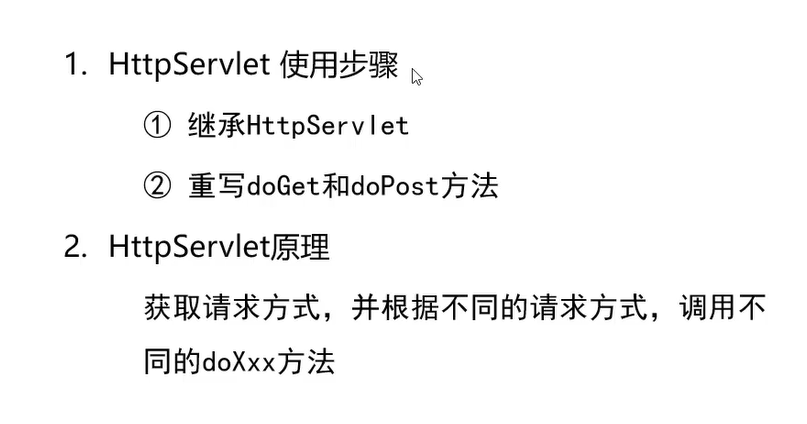 1. HttpServlet 使用步骤
① 继承HttpServlet
② 重写doGet和doPost方法
2. HttpServlet原理
获取请求方式，并根据不同的请求方式，调用不
同的doXxx方法